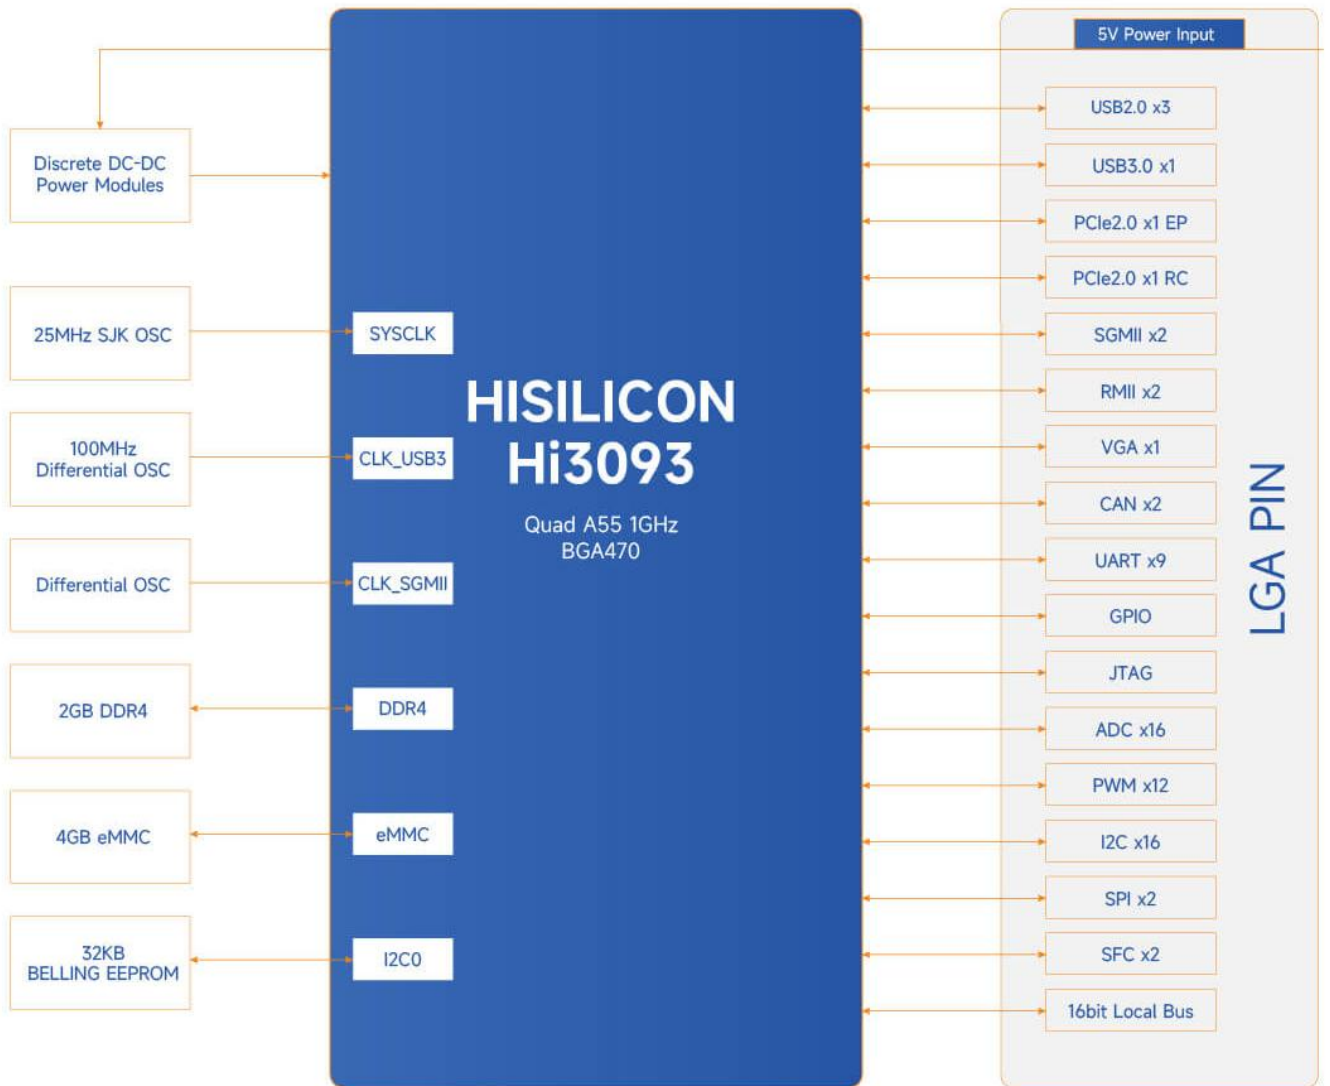 5V Power Input
Discrete DC-DC
Power Modules
25MHz SJK OSC
100MHz
Differential OSC
Differential OSC
2GB DDR4
4GB eMMC
32KB
BELLING EEPROM
SYSCLK
CLK_USB3
CLK_SGMII
DDR4
eMMC
I2C0
HISILICON
Hi3093
Quad A55 1GHz
BGA470
USB2.0 x3
USB3.0 x1
PCIe2.0 x1 EP
PCIe2.0 x1 RC
SGMII x2
RMII x2
VGA x1
CAN x2
UART x9
GPIO
JTAG
ADC x16
PWM x12
I2C x16
SPI x2
SFC x2
16bit Local Bus
LGA PIN